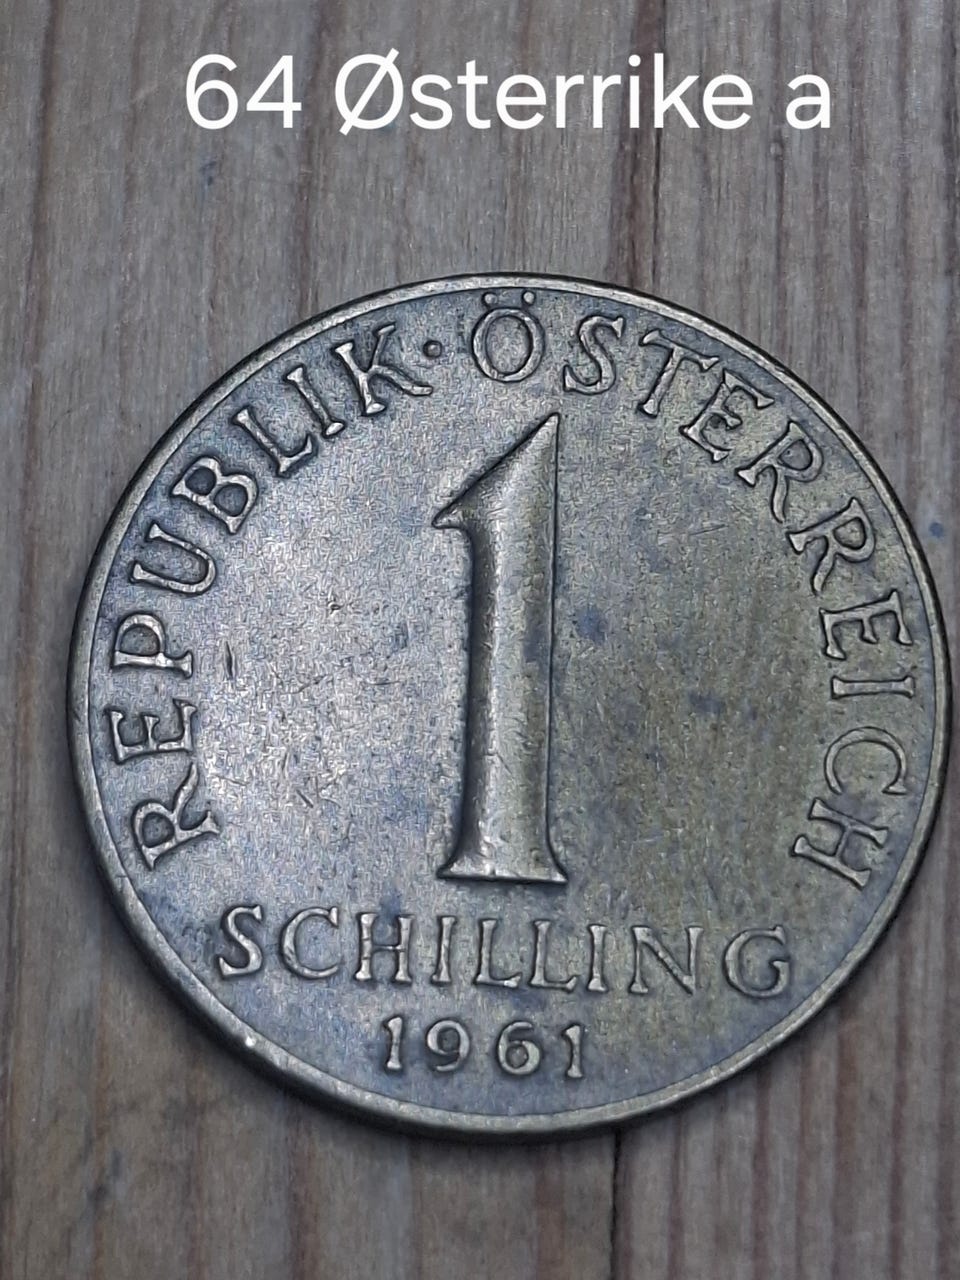 64 Østerrike a
REPUBLIK · ÖSTERREICH
1
SCHILLING
1961